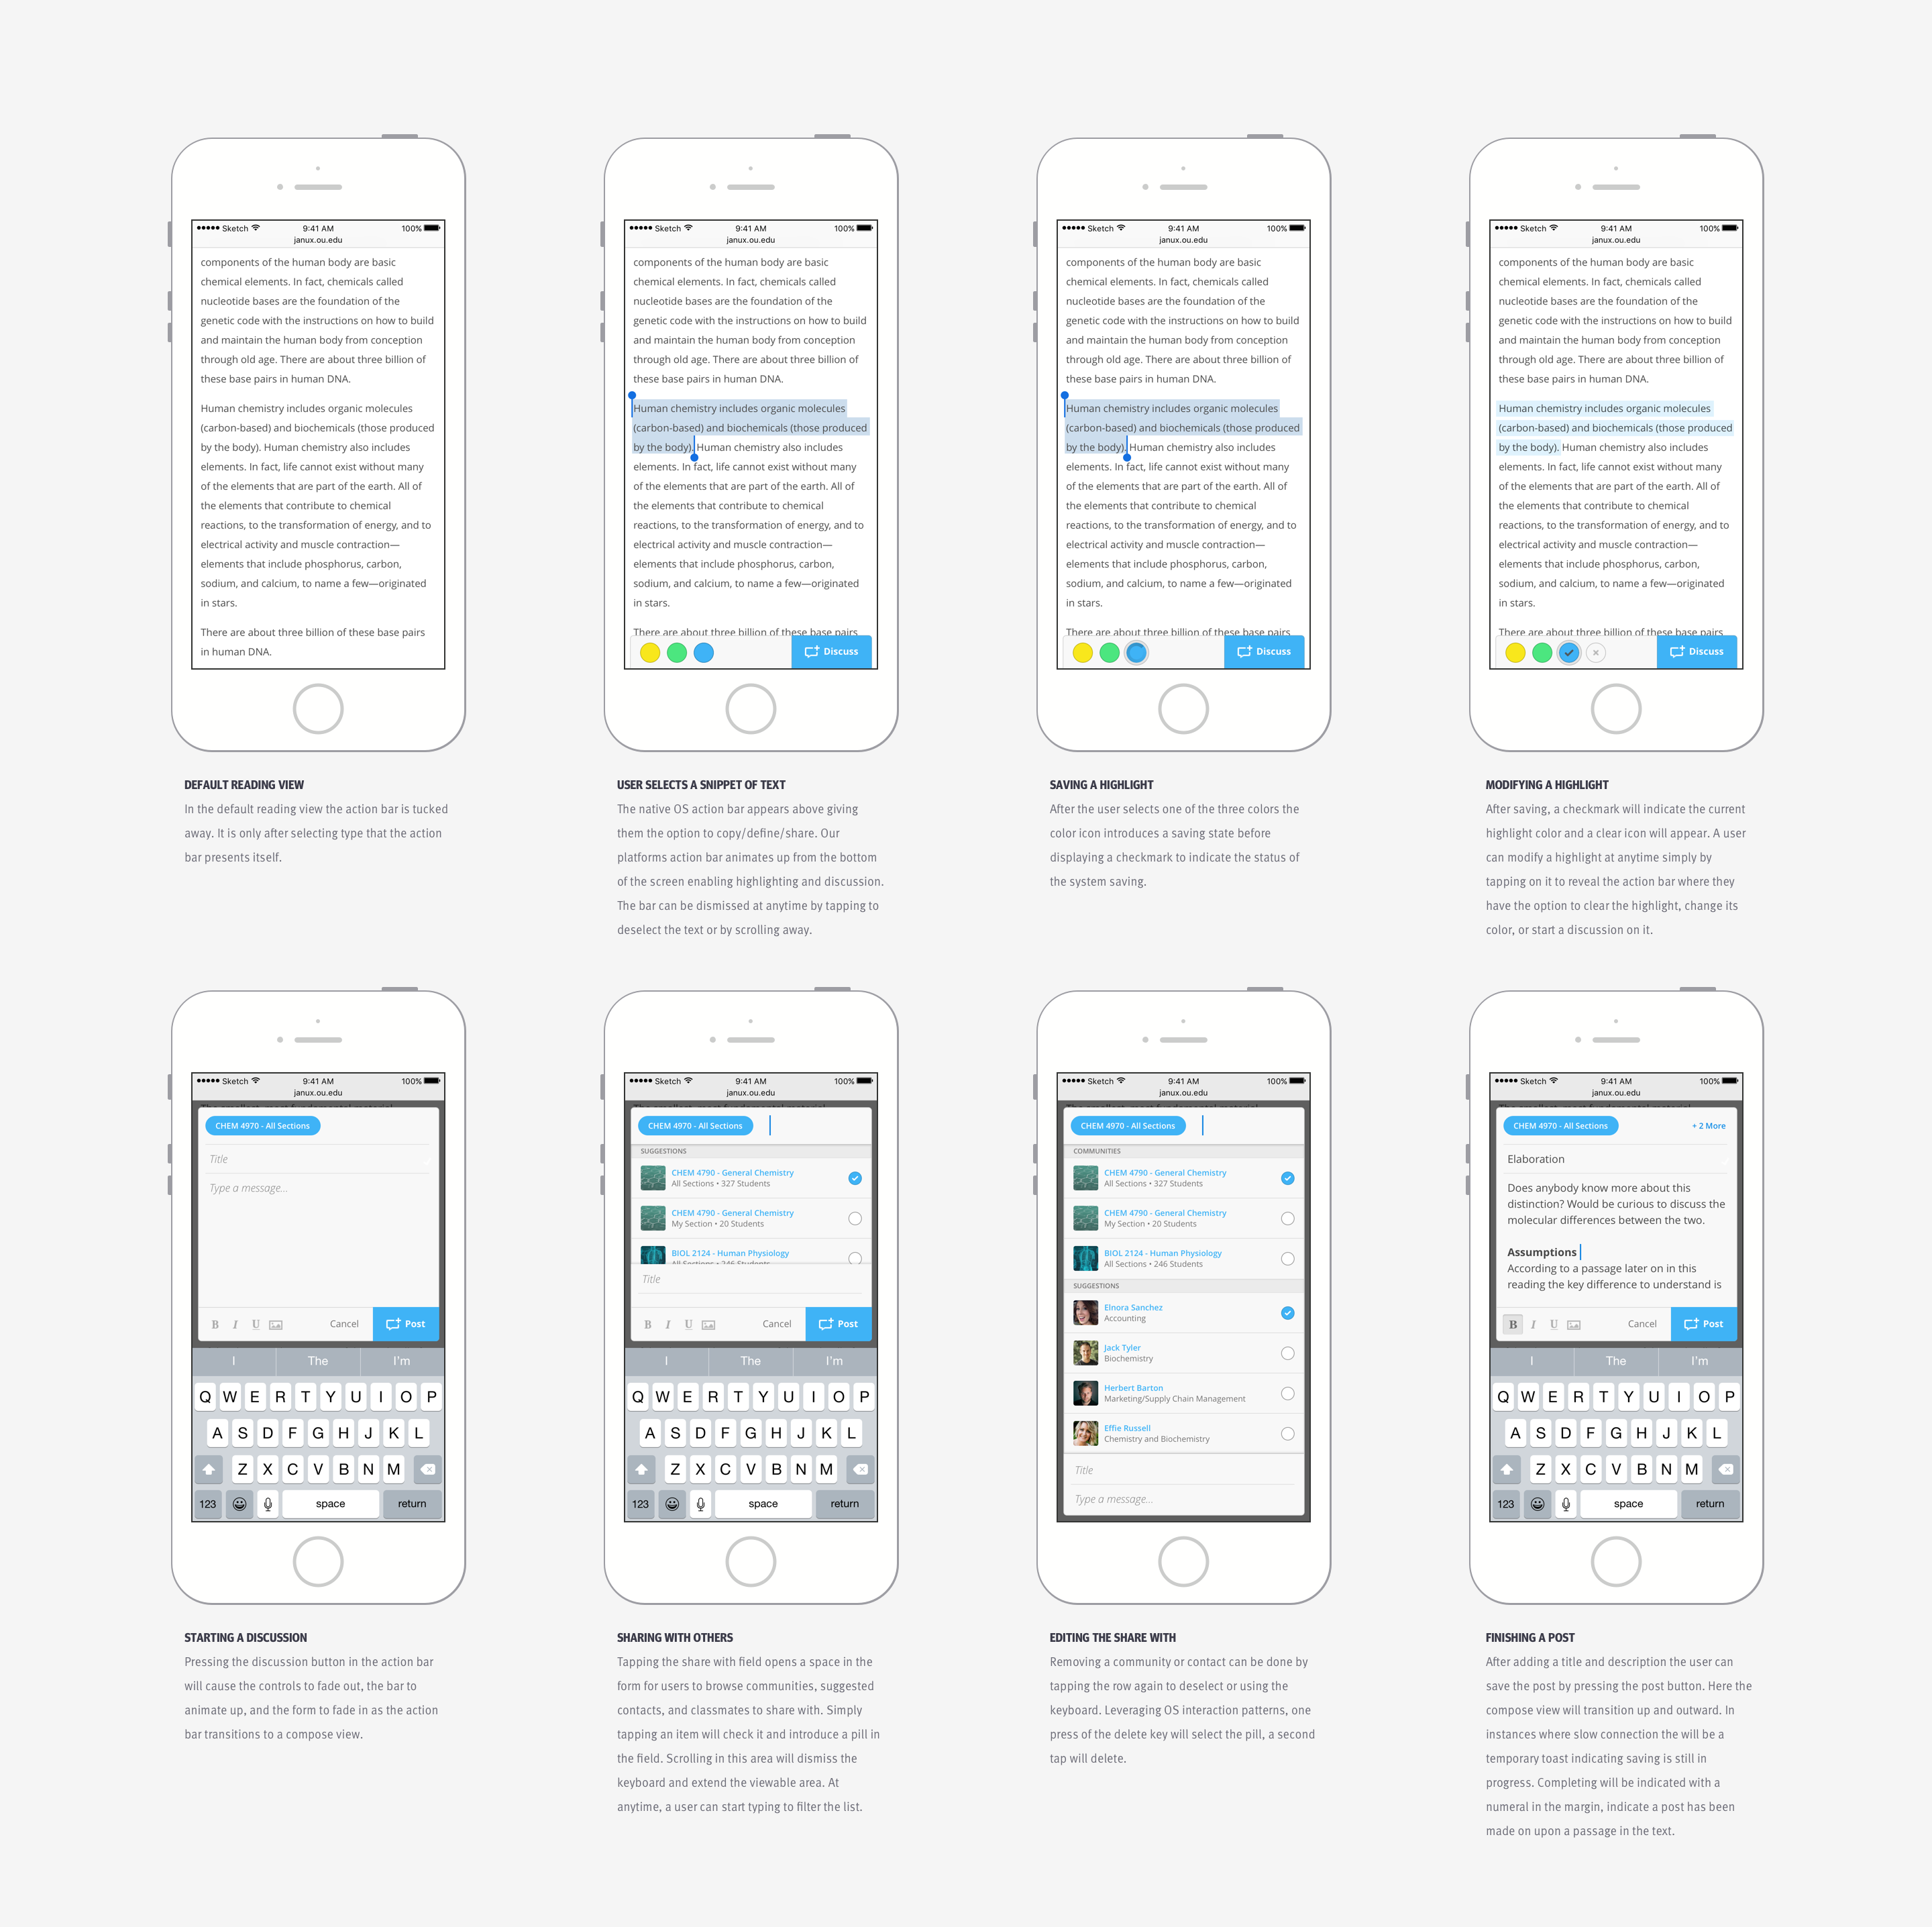 Sketch 9:41 AM 100%
janux.ou.edu
components of the human body are basic
chemical elements. In fact, chemicals called
nucleotide bases are the foundation of the
genetic code with the instructions on how to build
and maintain the human body from conception
through old age. There are about three billion of
these base pairs in human DNA.
Human chemistry includes organic molecules
(carbon-based) and biochemicals (those produced
by the body). Human chemistry also includes
elements. In fact, life cannot exist without many
of the elements that are part of the earth. All of
the elements that contribute to chemical
reactions, to the transformation of energy, and to
electrical activity and muscle contraction—
elements that include phosphorus, carbon,
sodium, and calcium, to name a few—originated
in stars.
There are about three billion of these base pairs
in human DNA.
DEFAULT READING VIEW
In the default reading view the action bar is tucked
away. It is only after selecting type that the action
bar presents itself.
Sketch 9:41 AM 100%
janux.ou.edu
components of the human body are basic
chemical elements. In fact, chemicals called
nucleotide bases are the foundation of the
genetic code with the instructions on how to build
and maintain the human body from conception
through old age. There are about three billion of
these base pairs in human DNA.
Human chemistry includes organic molecules
(carbon-based) and biochemicals (those produced
by the body). Human chemistry also includes
elements. In fact, life cannot exist without many
of the elements that are part of the earth. All of
the elements that contribute to chemical
reactions, to the transformation of energy, and to
electrical activity and muscle contraction—
elements that include phosphorus, carbon,
sodium, and calcium, to name a few—originated
in stars.
There are about three billion of these base pairs
Discuss
USER SELECTS A SNIPPET OF TEXT
The native OS action bar appears above giving
them the option to copy/define/share. Our
platforms action bar animates up from the bottom
of the screen enabling highlighting and discussion.
The bar can be dismissed at anytime by tapping to
deselect the text or by scrolling away.
Sketch 9:41 AM 100%
janux.ou.edu
components of the human body are basic
chemical elements. In fact, chemicals called
nucleotide bases are the foundation of the
genetic code with the instructions on how to build
and maintain the human body from conception
through old age. There are about three billion of
these base pairs in human DNA.
Human chemistry includes organic molecules
(carbon-based) and biochemicals (those produced
by the body). Human chemistry also includes
elements. In fact, life cannot exist without many
of the elements that are part of the earth. All of
the elements that contribute to chemical
reactions, to the transformation of energy, and to
electrical activity and muscle contraction—
elements that include phosphorus, carbon,
sodium, and calcium, to name a few—originated
in stars.
There are about three billion of these base pairs
Discuss
SAVING A HIGHLIGHT
After the user selects one of the three colors the
color icon introduces a saving state before
displaying a checkmark to indicate the status of
the system saving.
Sketch 9:41 AM 100%
janux.ou.edu
components of the human body are basic
chemical elements. In fact, chemicals called
nucleotide bases are the foundation of the
genetic code with the instructions on how to build
and maintain the human body from conception
through old age. There are about three billion of
these base pairs in human DNA.
Human chemistry includes organic molecules
(carbon-based) and biochemicals (those produced
by the body). Human chemistry also includes
elements. In fact, life cannot exist without many
of the elements that are part of the earth. All of
the elements that contribute to chemical
reactions, to the transformation of energy, and to
electrical activity and muscle contraction—
elements that include phosphorus, carbon,
sodium, and calcium, to name a few—originated
in stars.
There are about three billion of these base pairs
Discuss
MODIFYING A HIGHLIGHT
After saving, a checkmark will indicate the current
highlight color and a clear icon will appear. A user
can modify a highlight at anytime simply by
tapping on it to reveal the action bar where they
have the option to clear the highlight, change its
color, or start a discussion on it.
Sketch 9:41 AM 100%
janux.ou.edu
CHEM 4970 - All Sections
Title
Type a message...
B I U Cancel Post
I The I'm
Q W E R T Y U I O P
A S D F G H J K L
Z X C V B N M
123 space return
STARTING A DISCUSSION
Pressing the discussion button in the action bar
will cause the controls to fade out, the bar to
animate up, and the form to fade in as the action
bar transitions to a compose view.
Sketch 9:41 AM 100%
janux.ou.edu
CHEM 4970 - All Sections
SUGGESTIONS
CHEM 4790 - General Chemistry
All Sections • 327 Students
CHEM 4790 - General Chemistry
My Section • 20 Students
BIOL 2124 - Human Physiology
All Sections • 246 Students
Title
B I U Cancel Post
I The I'm
Q W E R T Y U I O P
A S D F G H J K L
Z X C V B N M
123 space return
SHARING WITH OTHERS
Tapping the share with field opens a space in the
form for users to browse communities, suggested
contacts, and classmates to share with. Simply
tapping an item will check it and introduce a pill in
the field. Scrolling in this area will dismiss the
keyboard and extend the viewable area. At
anytime, a user can start typing to filter the list.
Sketch 9:41 AM 100%
janux.ou.edu
CHEM 4970 - All Sections
COMMUNITIES
CHEM 4790 - General Chemistry
All Sections • 327 Students
CHEM 4790 - General Chemistry
My Section • 20 Students
BIOL 2124 - Human Physiology
All Sections • 246 Students
SUGGESTIONS
Elnora Sanchez
Accounting
Jack Tyler
Biochemistry
Herbert Barton
Marketing/Supply Chain Management
Effie Russell
Chemistry and Biochemistry
Title
Type a message...
EDITING THE SHARE WITH
Removing a community or contact can be done by
tapping the row again to deselect or using the
keyboard. Leveraging OS interaction patterns, one
press of the delete key will select the pill, a second
tap will delete.
Sketch 9:41 AM 100%
janux.ou.edu
CHEM 4970 - All Sections + 2 More
Elaboration
Does anybody know more about this
distinction? Would be curious to discuss the
molecular differences between the two.
Assumptions
According to a passage later on in this
reading the key difference to understand is
B I U Cancel Post
I The I'm
Q W E R T Y U I O P
A S D F G H J K L
Z X C V B N M
123 space return
FINISHING A POST
After adding a title and description the user can
save the post by pressing the post button. Here the
compose view will transition up and outward. In
instances where slow connection the will be a
temporary toast indicating saving is still in
progress. Completing will be indicated with a
numeral in the margin, indicate a post has been
made on upon a passage in the text.